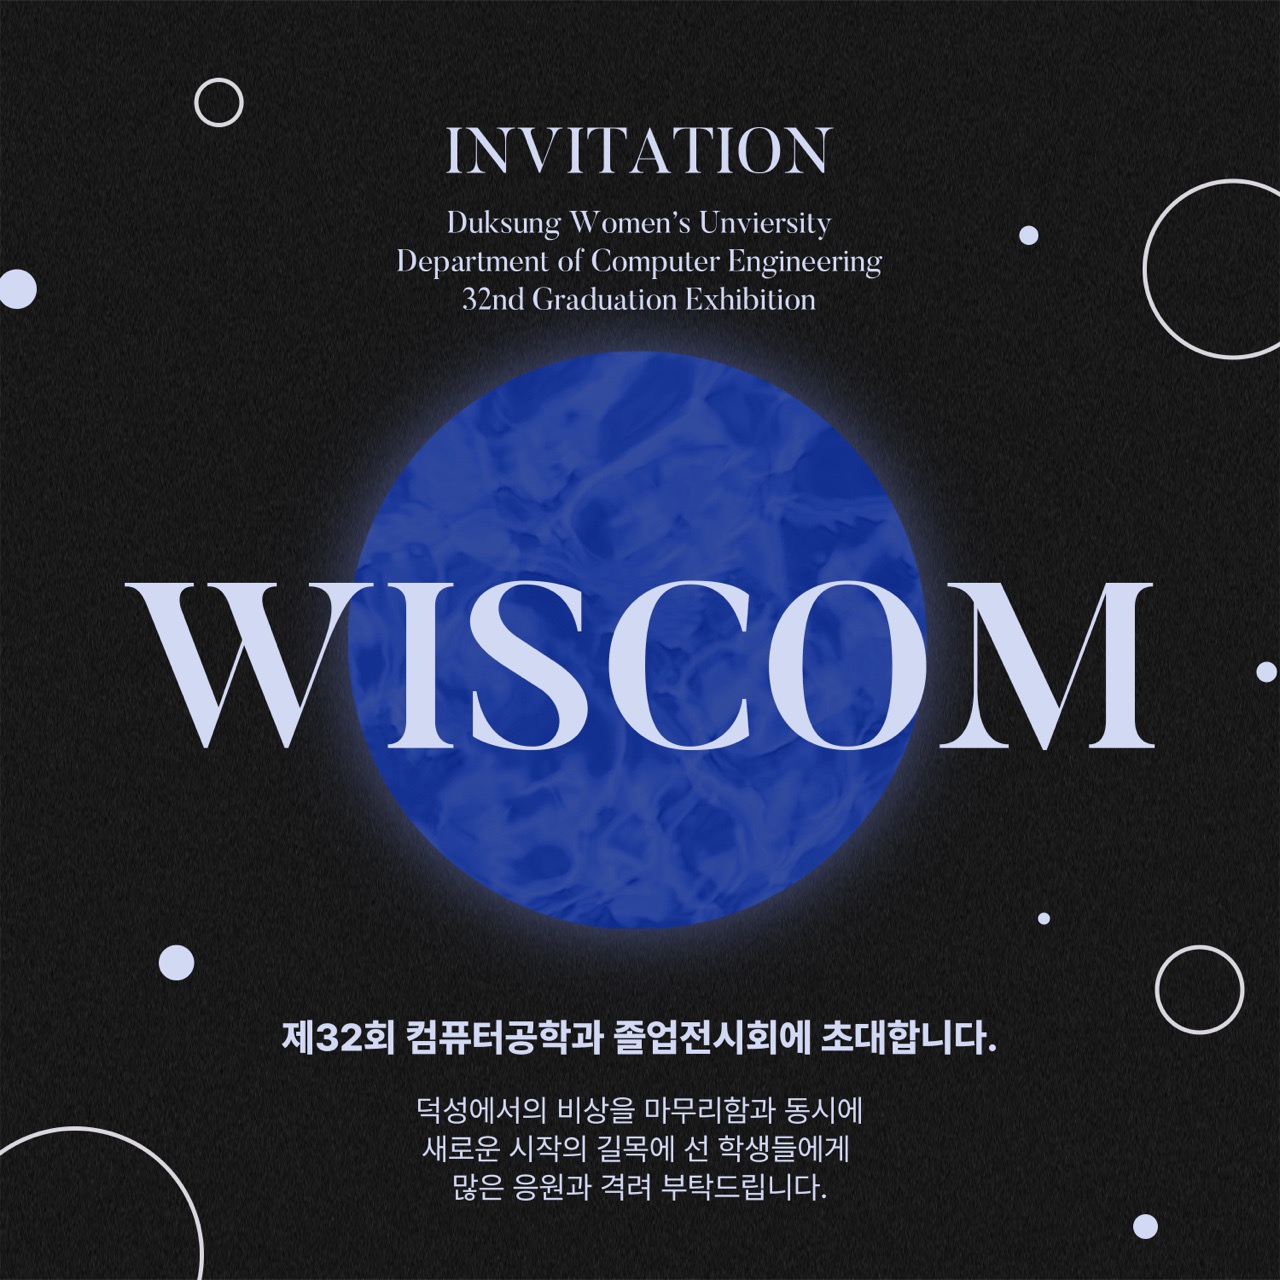 INVITATION
Duksung Women’s Unviersity
Department of Computer Engineering
32nd Graduation Exhibition
WISCOM
제32회 컴퓨터공학과 졸업전시회에 초대합니다.
덕성에서의 비상을 마무리함과 동시에
새로운 시작의 길목에 선 학생들에게
많은 응원과 격려 부탁드립니다.